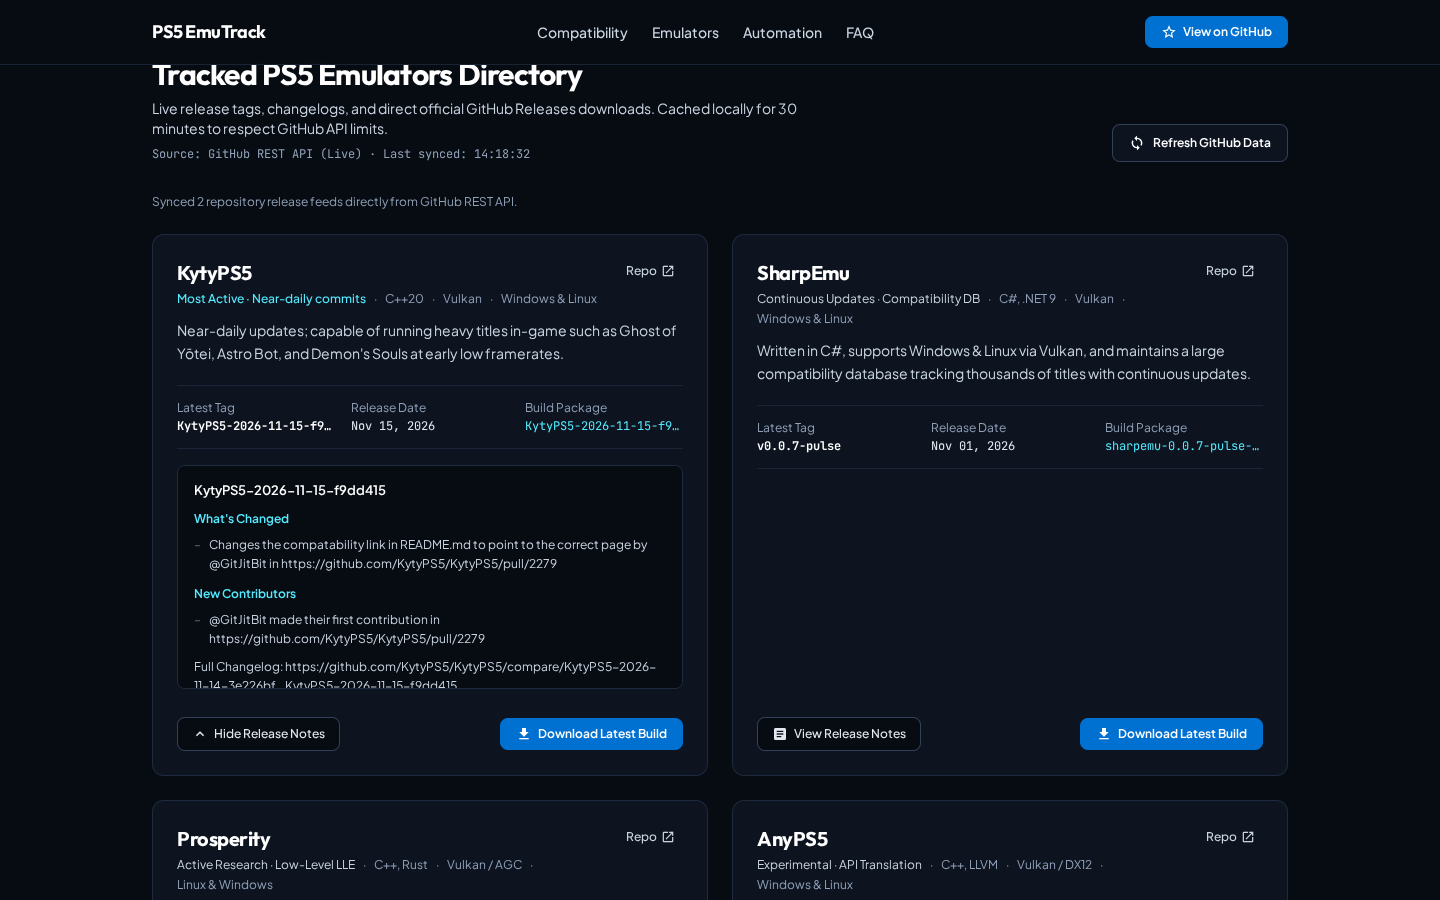 PS5 EmuTrack
Compatibility
Emulators
Automation
FAQ
View on GitHub
Tracked PS5 Emulators Directory
Live release tags, changelogs, and direct official GitHub Releases downloads. Cached locally for 30
minutes to respect GitHub API limits.
Source: GitHub REST API (Live) · Last synced: 14:18:32
Refresh GitHub Data
Synced 2 repository release feeds directly from GitHub REST API.
KytyPS5
Repo
Most Active · Near-daily commits · C++20 · Vulkan · Windows & Linux
Near-daily updates; capable of running heavy titles in-game such as Ghost of
Yōtei, Astro Bot, and Demon's Souls at early low framerates.
Latest Tag
Release Date
Build Package
KytyPS5-2026-11-15-f9…
Nov 15, 2026
KytyPS5-2026-11-15-f9…
KytyPS5-2026-11-15-f9dd415
What's Changed
– Changes the compatability link in README.md to point to the correct page by
@GitJitBit in https://github.com/KytyPS5/KytyPS5/pull/2279
New Contributors
– @GitJitBit made their first contribution in
https://github.com/KytyPS5/KytyPS5/pull/2279
Full Changelog: https://github.com/KytyPS5/KytyPS5/compare/KytyPS5-2026-
11-14-3e226bf...KytyPS5-2026-11-15-f9dd415
Hide Release Notes
Download Latest Build
SharpEmu
Repo
Continuous Updates · Compatibility DB · C#, .NET 9 · Vulkan ·
Windows & Linux
Written in C#, supports Windows & Linux via Vulkan, and maintains a large
compatibility database tracking thousands of titles with continuous updates.
Latest Tag
Release Date
Build Package
v0.0.7-pulse
Nov 01, 2026
sharpemu-0.0.7-pulse-…
View Release Notes
Download Latest Build
Prosperity
Repo
Active Research · Low-Level LLE · C++, Rust · Vulkan / AGC ·
Linux & Windows
AnyPS5
Repo
Experimental · API Translation · C++, LLVM · Vulkan / DX12 ·
Windows & Linux